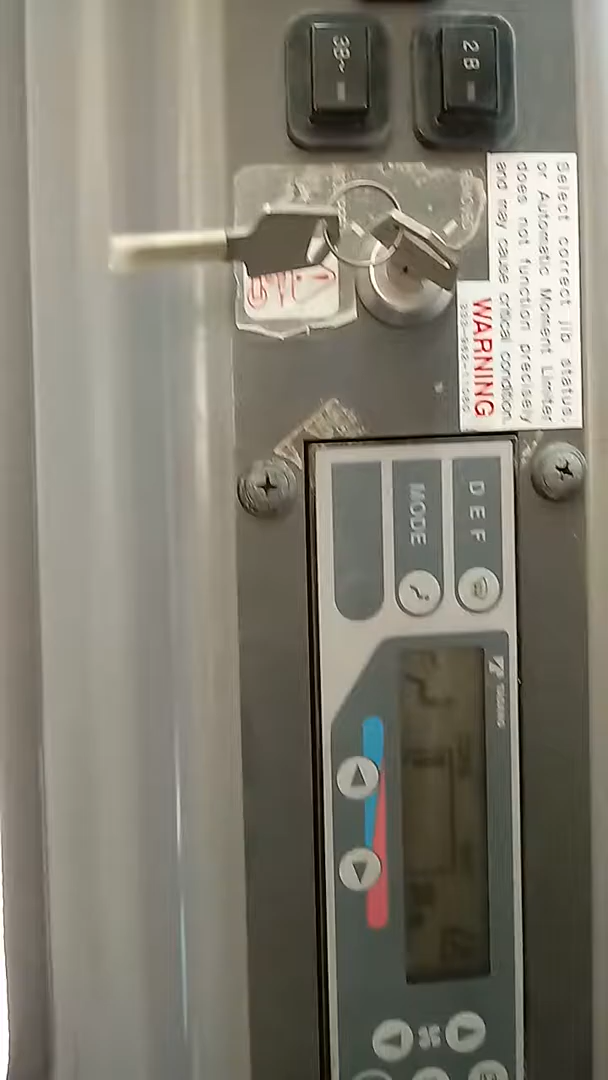 3B~
2B
Select correct jib status,
or Automatic Moment Limiter
does not function precisely
and may cause critical condition
WARNING
DEF
MODE